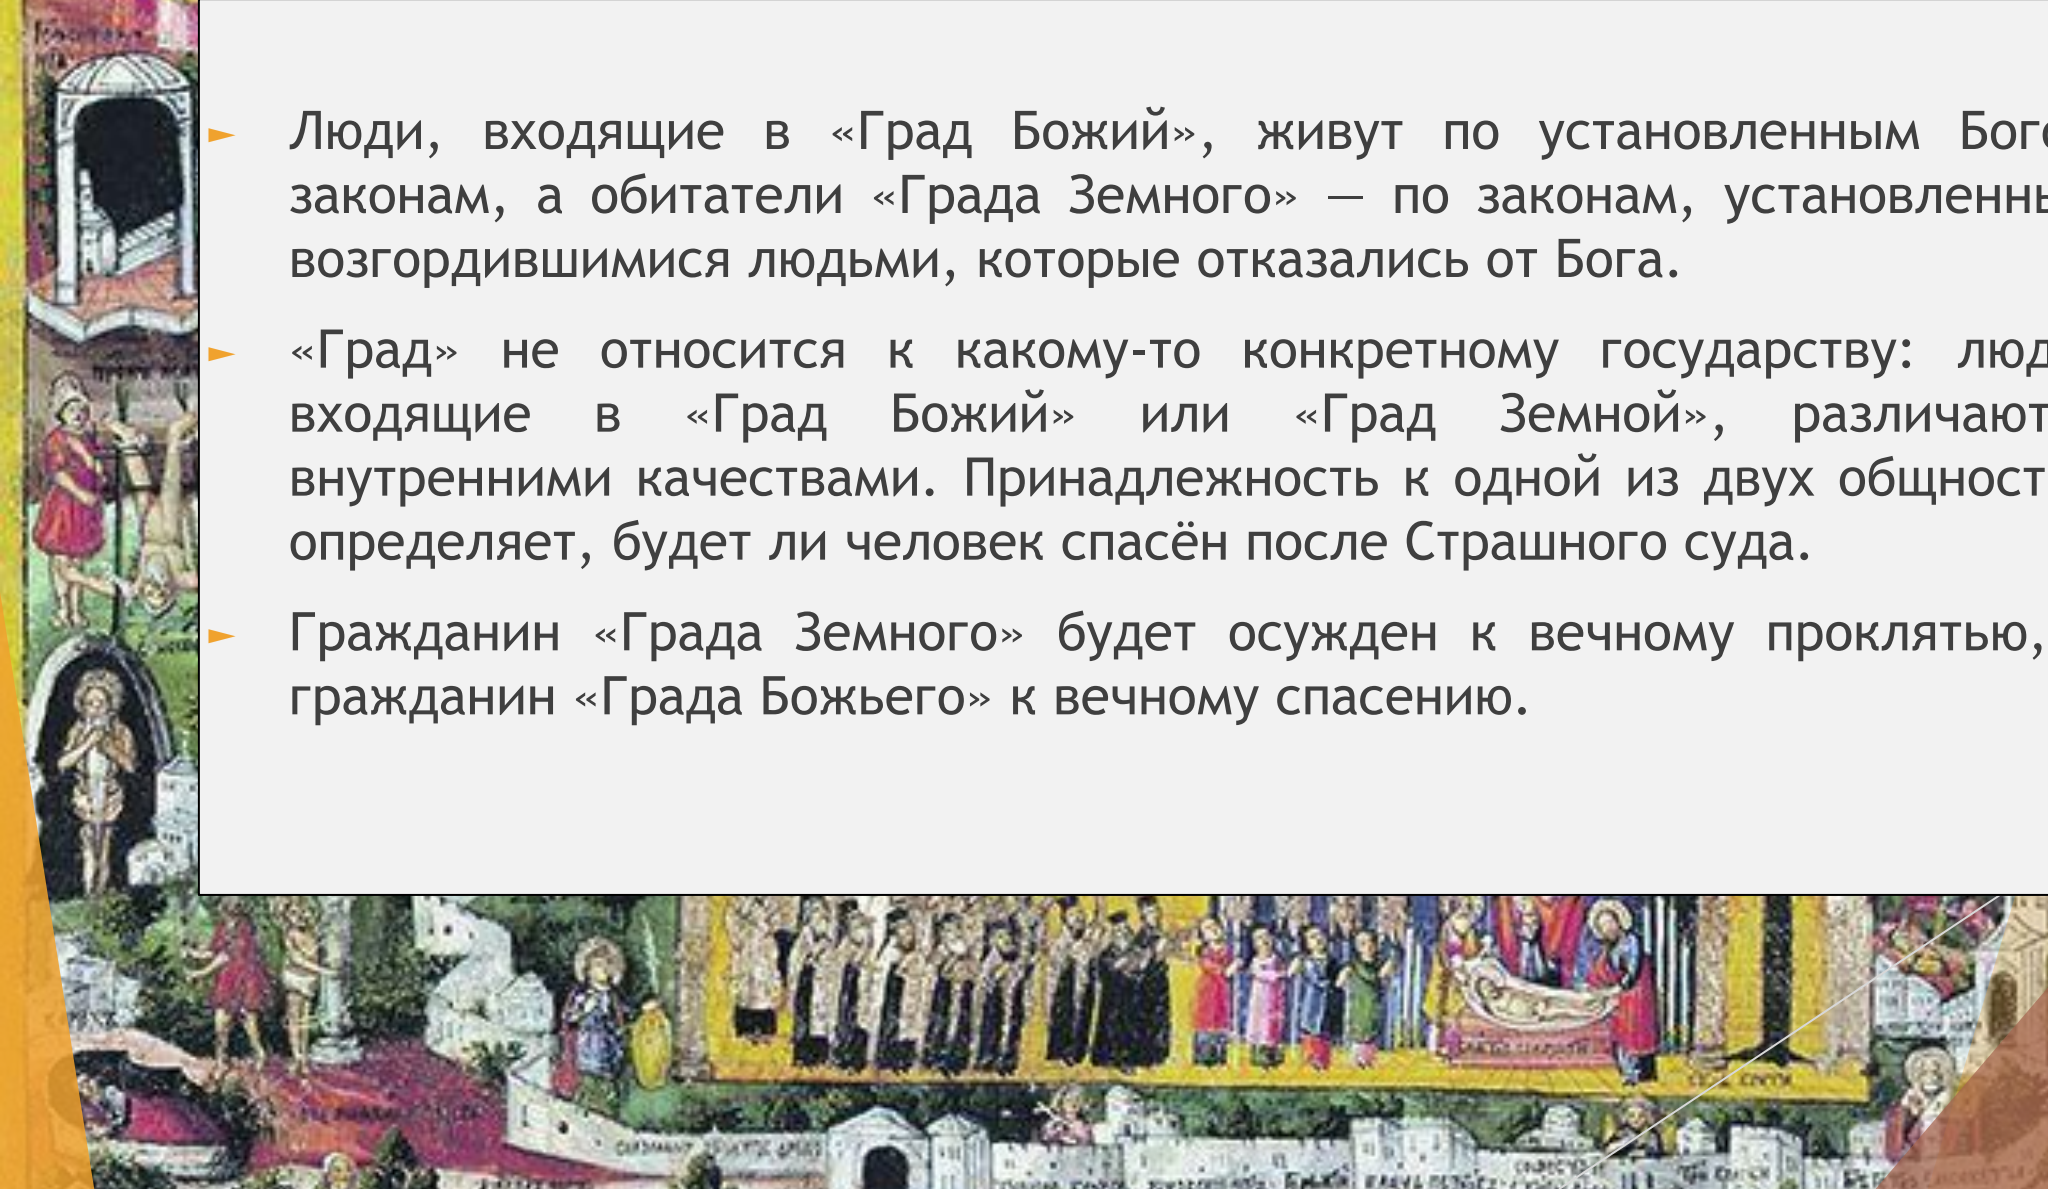 Люди, входящие в «Град Божий», живут по установленным
законам, а обитатели «Града Земного» — по законам,
возгордившимися людьми, которые отказались от Бога.
«Град» не относится к какому-то конкретному государству:
входящие в «Град Божий» или «Град Земной»,
внутренними качествами. Принадлежность к одной из двух
определяет, будет ли человек спасён после Страшного суда.
Гражданин «Града Земного» будет осужден к вечному проклятью,
гражданин «Града Божьего» к вечному спасению.